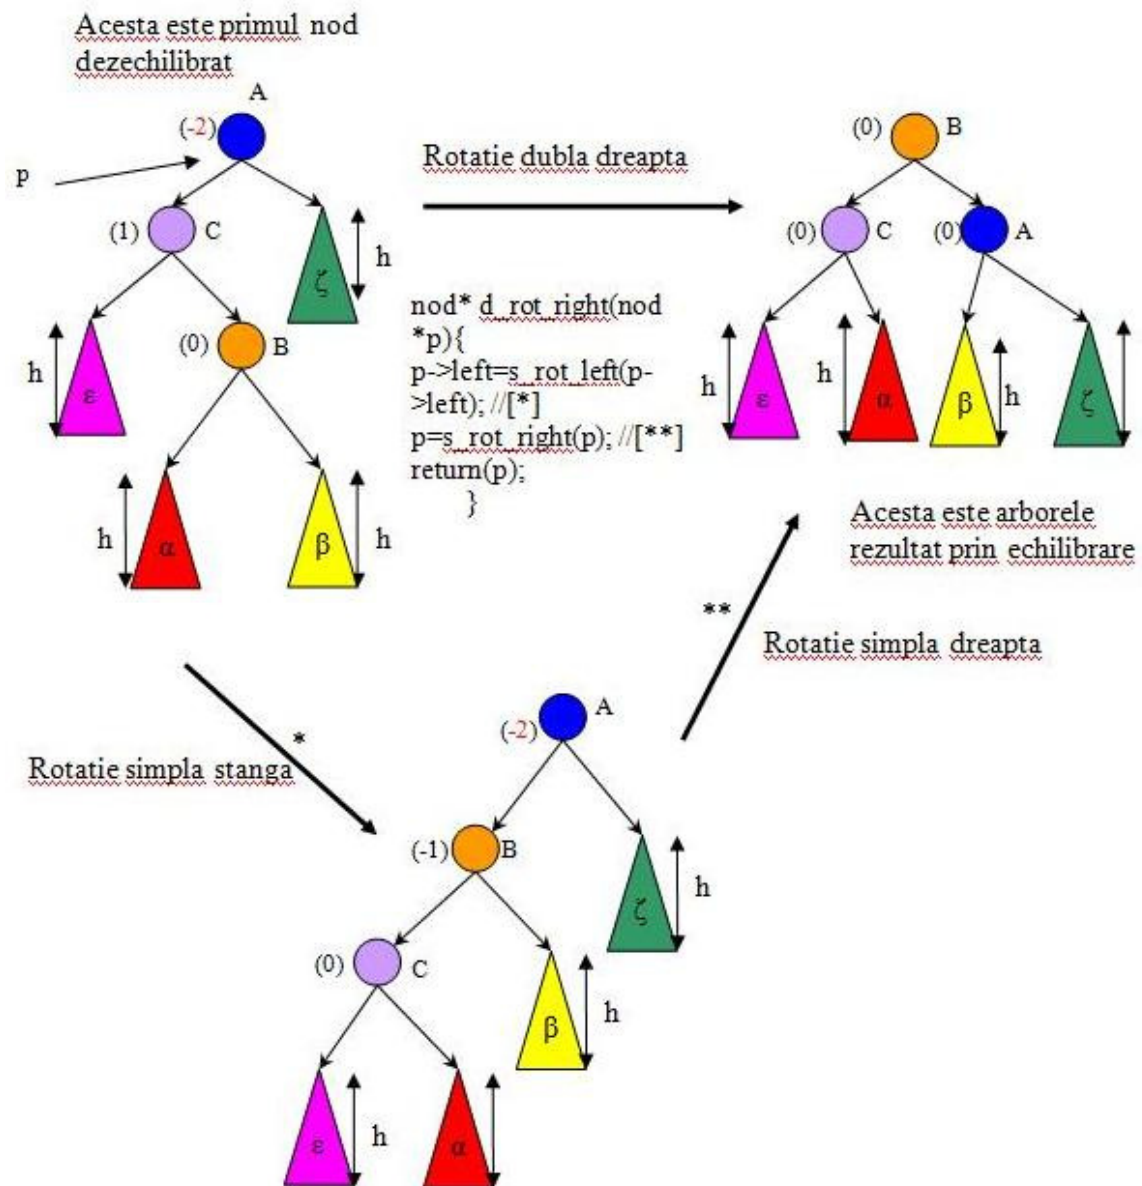 Acesta este primul nod
dezechilibrat
A
(-2)
p
(1)
C
h
ζ
(0)
B
h
ε
h
α
β
h
Rotatie dubla dreapta
nod* d_rot_right(nod
*p){
p->left=s_rot_left(p-
>left); //[*]
p=s_rot_right(p); //[**]
return(p);
}
(0)
B
(0)
C
(0)
A
h
ε
h
α
β
h
ζ
Acesta este arborele
rezultat prin echilibrare
**
Rotatie simpla dreapta
*
Rotatie simpla stanga
A
(-2)
(-1)
B
ζ
h
(0)
C
β
h
ε
h
α